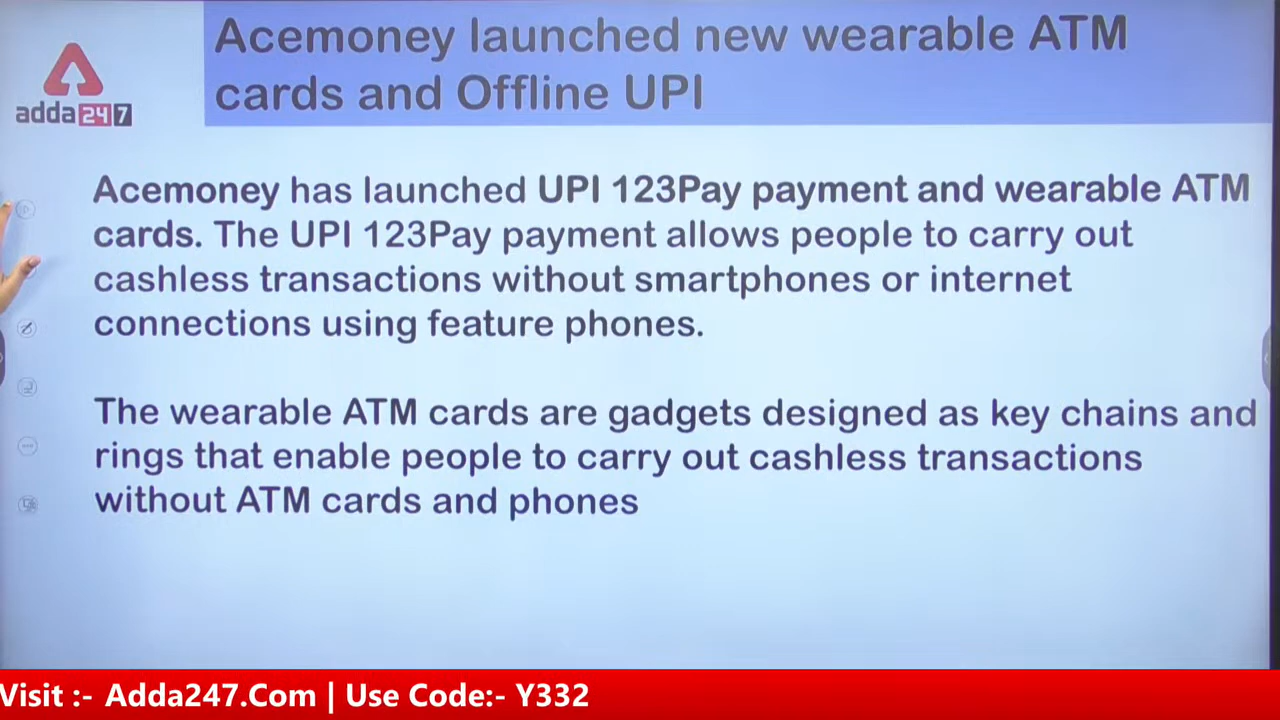 Acemoney launched new wearable ATM
cards and Offline UPI
adda247
Acemoney has launched UPI 123Pay payment and wearable ATM
cards. The UPI 123Pay payment allows people to carry out
cashless transactions without smartphones or internet
connections using feature phones.
The wearable ATM cards are gadgets designed as key chains and
rings that enable people to carry out cashless transactions
without ATM cards and phones
Visit :- Adda247.Com | Use Code:- Y332